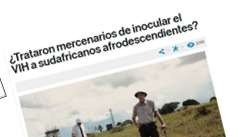 ¿Trataron mercenarios de inocular el
VIH a sudafricanos afrodescendientes?